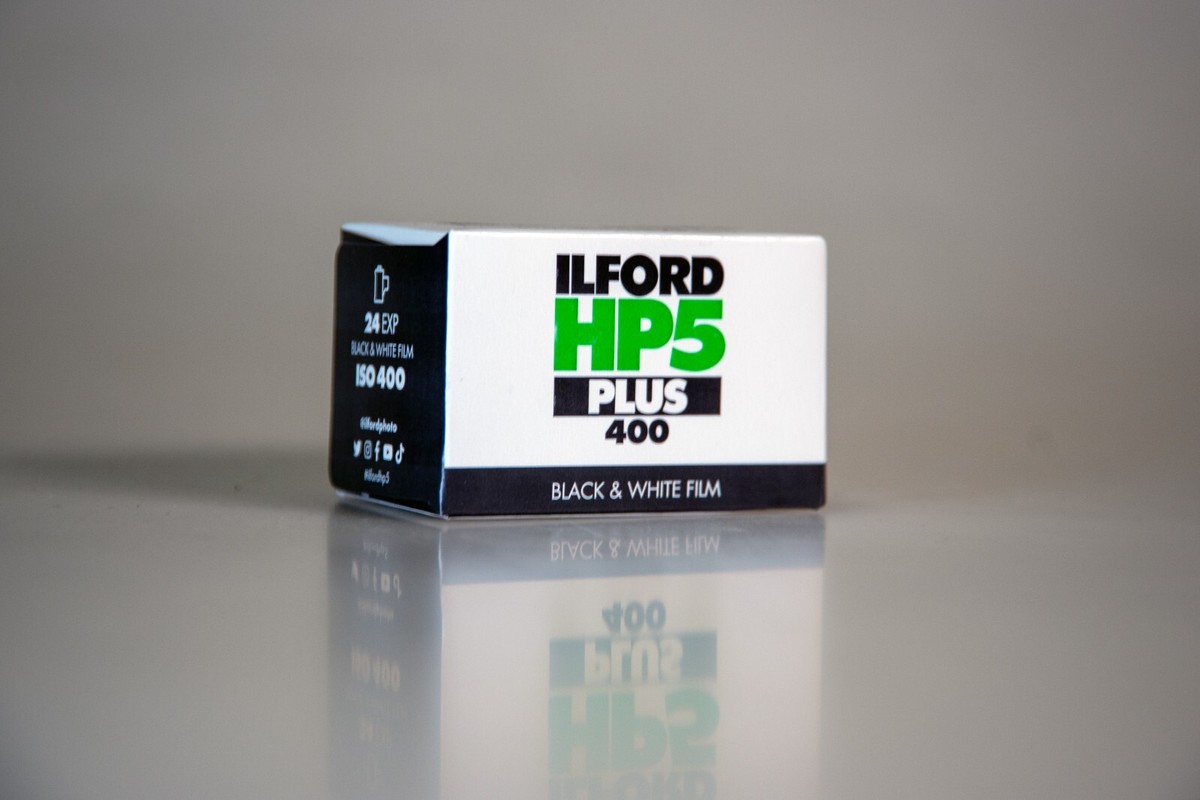 24 EXP
BLACK & WHITE FILM
ISO 400
@ilfordphoto
#ilfordhp5
ILFORD
HP5
PLUS
400
BLACK & WHITE FILM